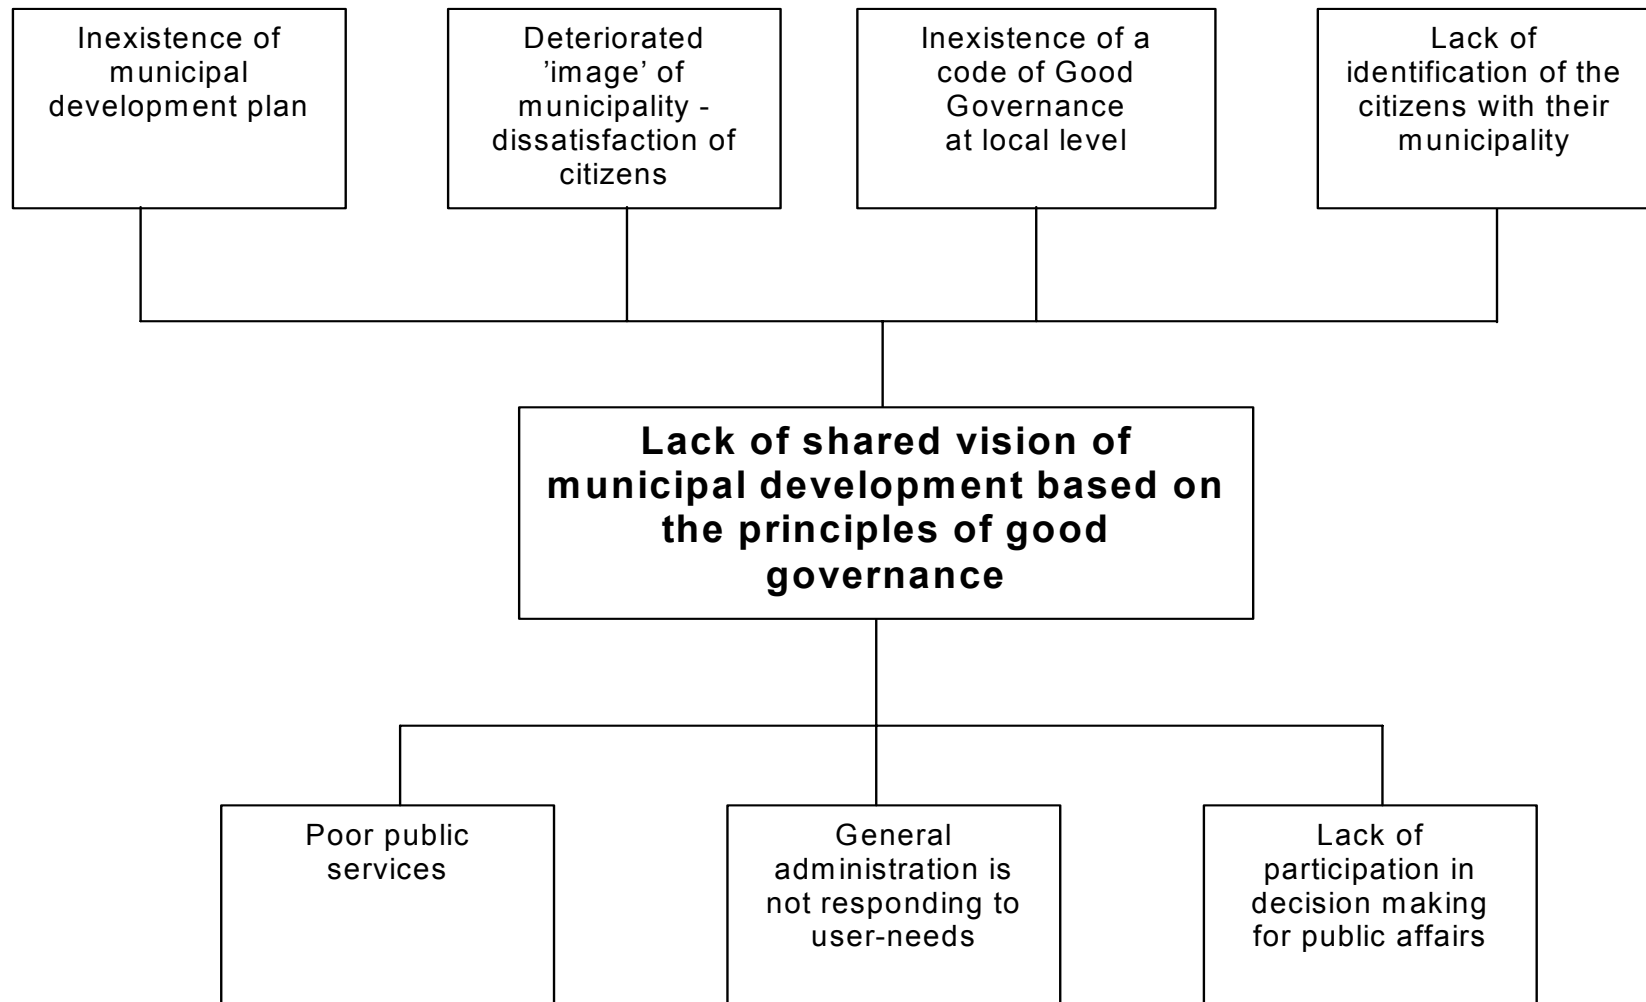 Inexistence of
municipal
development plan
Deteriorated
’image’ of
municipality -
dissatisfaction of
citizens
Inexistence of a
code of Good
Governance
at local level
Lack of
identification of the
citizens with their
municipality
Lack of shared vision of
municipal development based on
the principles of good
governance
Poor public
services
General
administration is
not responding to
user-needs
Lack of
participation in
decision making
for public affairs